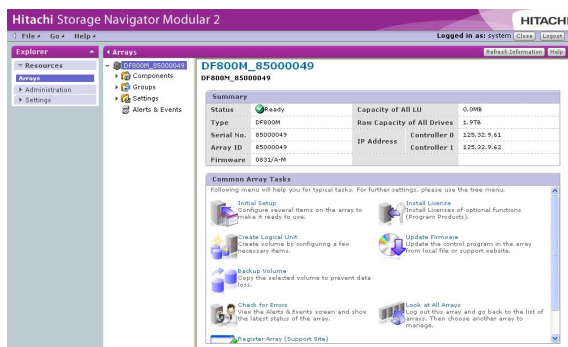 Hitachi Storage Navigator Modular 2
HITACHI
File Go Help
Logged in as: system Close Logout
Explorer
Arrays
Refresh Information Help
Resources
Arrays
Administration
Settings
DF800M_85000049
Components
Groups
Settings
Alerts & Events
DF800M_85000049
DF800M_85000049
Summary
Status Ready Capacity of All LU 0.0MB
Type DF800M Raw Capacity of All Drives 1.9TB
Serial No. 85000049 IP Address Controller 0 125.32.9.61
Array ID 85000049 Controller 1 125.32.9.62
Firmware 0831/A-M
Common Array Tasks
Following menu will help you for typical tasks. For further settings, please use the tree menu.
Initial Setup
Configure several items on the array to
make it ready to use.
Install License
Install Licenses of optional functions
(Program Products).
Create Logical Unit
Create volume by configuring a few
necessary items.
Update Firmware
Update the control program in the array
from local file or support website.
Backup Volume
Copy the selected volume to prevent data
loss.
Check for Errors
View the Alerts & Events screen and show
the latest status of the array.
Look at All Arrays
Log out this array and go back to the list of
arrays. Then choose another array to
manage.
Register Array (Support Site)